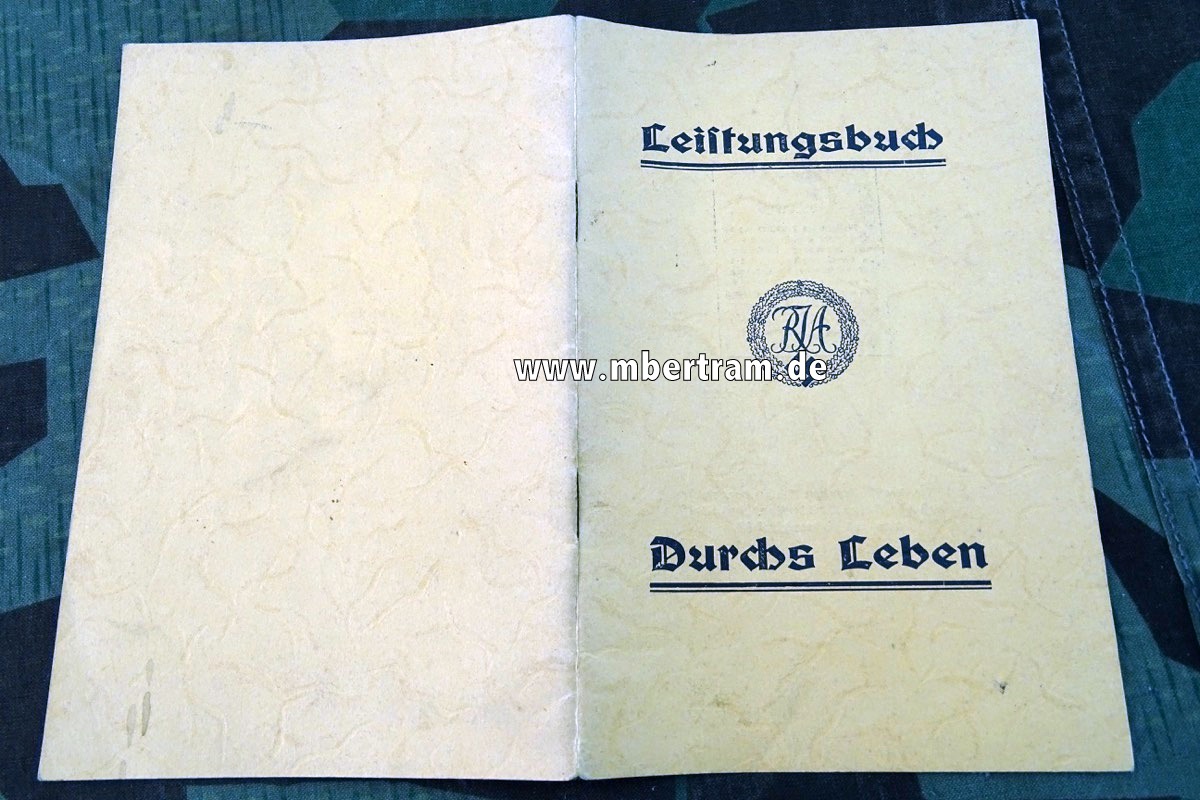 Leiſtungsbuch
RJA
www.mbertram.de
Durchs Leben